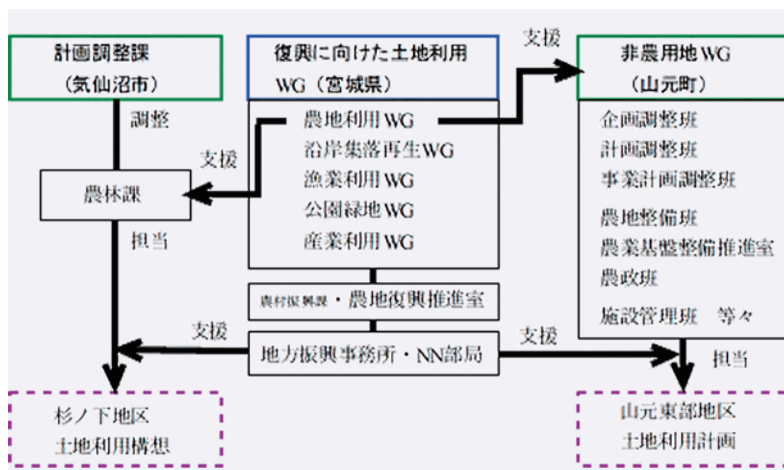 計画調整課
（気仙沼市）
調整
農林課
担当
支援
復興に向けた土地利用
WG（宮城県）
農地利用WG
沿岸集落再生WG
漁業利用WG
公園緑地WG
産業利用WG
農村振興課・農地復興推進室
地方振興事務所・NN部局
支援
支援
支援
非農用地WG
（山元町）
企画調整班
計画調整班
事業計画調整班
農地整備班
農業基盤整備推進室
農政班
施設管理班　等々
担当
杉ノ下地区
土地利用構想
山元東部地区
土地利用計画